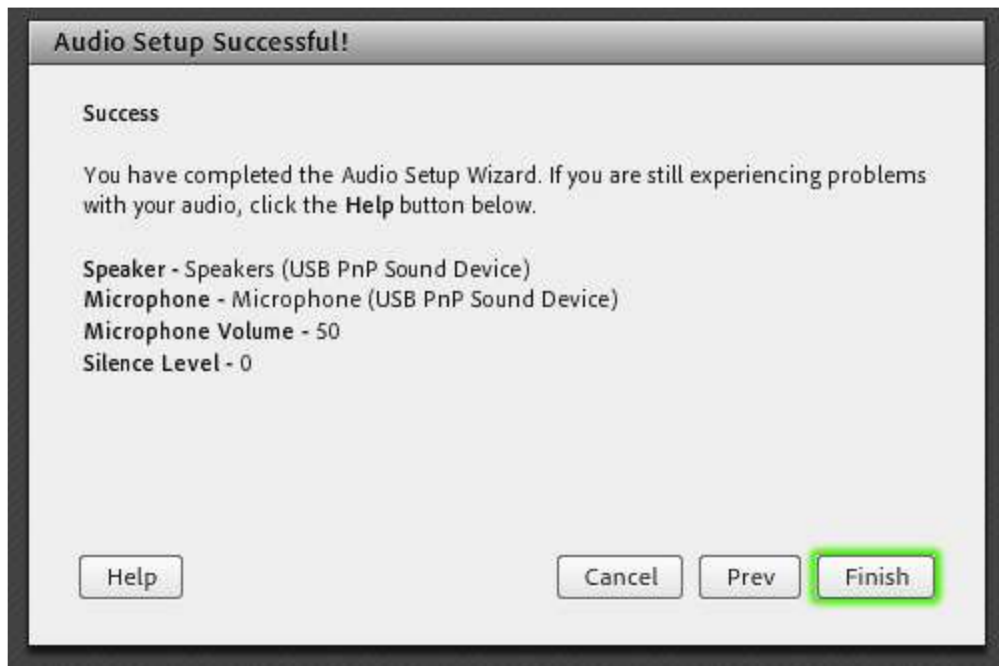 Audio Setup Successful!
Success
You have completed the Audio Setup Wizard. If you are still experiencing problems
with your audio, click the Help button below.
Speaker - Speakers (USB PnP Sound Device)
Microphone - Microphone (USB PnP Sound Device)
Microphone Volume - 50
Silence Level - 0
Help
Cancel
Prev
Finish